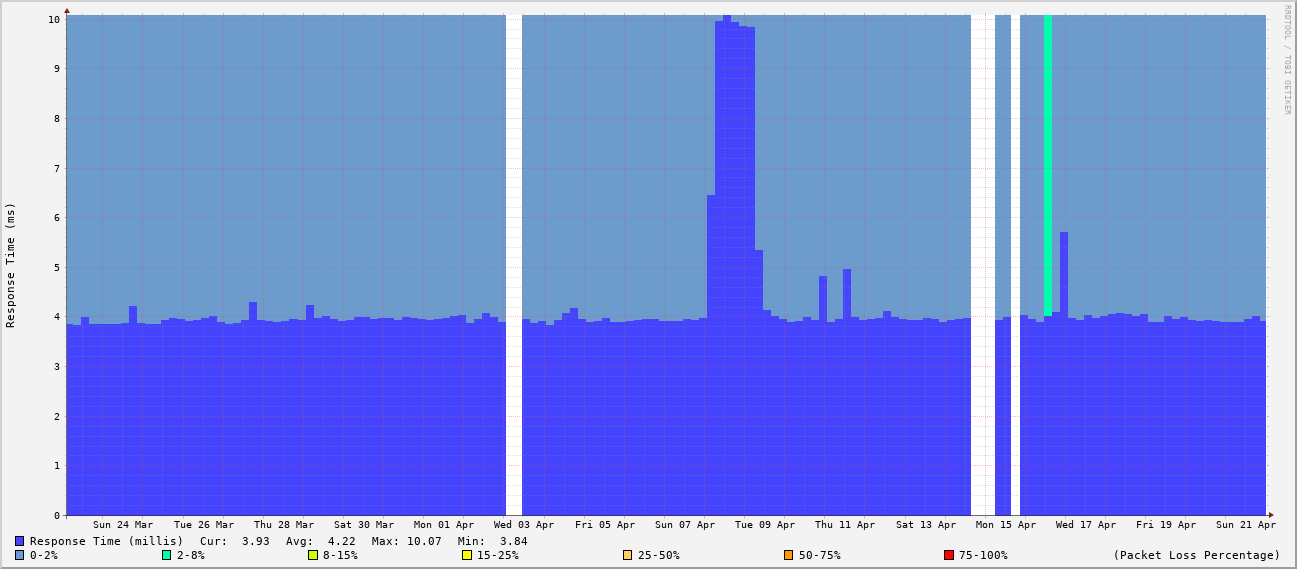 RRDTOOL / TOBI OETIKER
Response Time (ms)
10
9
8
7
6
5
4
3
2
1
0
Sun 24 Mar Tue 26 Mar Thu 28 Mar Sat 30 Mar Mon 01 Apr Wed 03 Apr Fri 05 Apr Sun 07 Apr Tue 09 Apr Thu 11 Apr Sat 13 Apr Mon 15 Apr Wed 17 Apr Fri 19 Apr Sun 21 Apr
Response Time (millis) Cur: 3.93 Avg: 4.22 Max: 10.07 Min: 3.84
0-2% 2-8% 8-15% 15-25% 25-50% 50-75% 75-100% (Packet Loss Percentage)